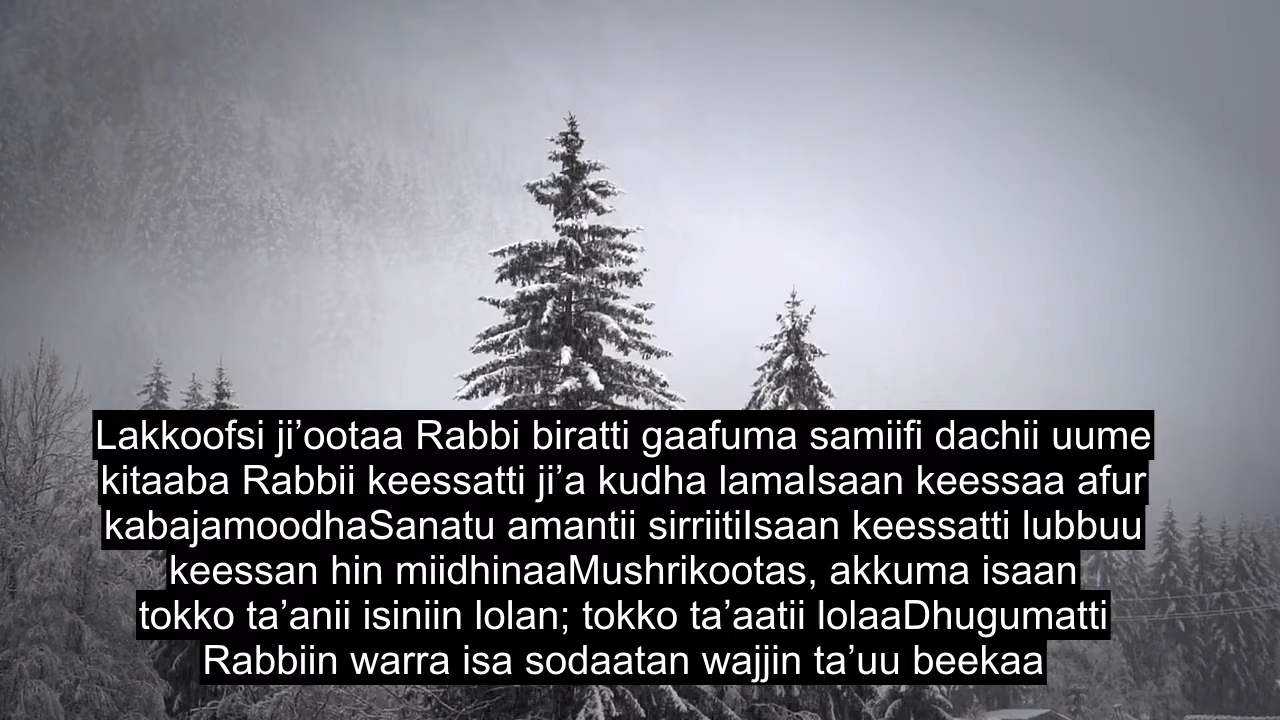 Lakkoofsi ji’ootaa Rabbi biratti gaafuma samiifi dachii uume
kitaaba Rabbii keessatti ji’a kudha lamaIsaan keessaa afur
kabajamoodhaSanatu amantii sirriitiIsaan keessatti lubbuu
keessan hin miidhinaaMushrikootas, akkuma isaan
tokko ta’anii isiniin lolan; tokko ta’aatii lolaaDhugumatti
Rabbiin warra isa sodaatan wajjin ta’uu beekaa